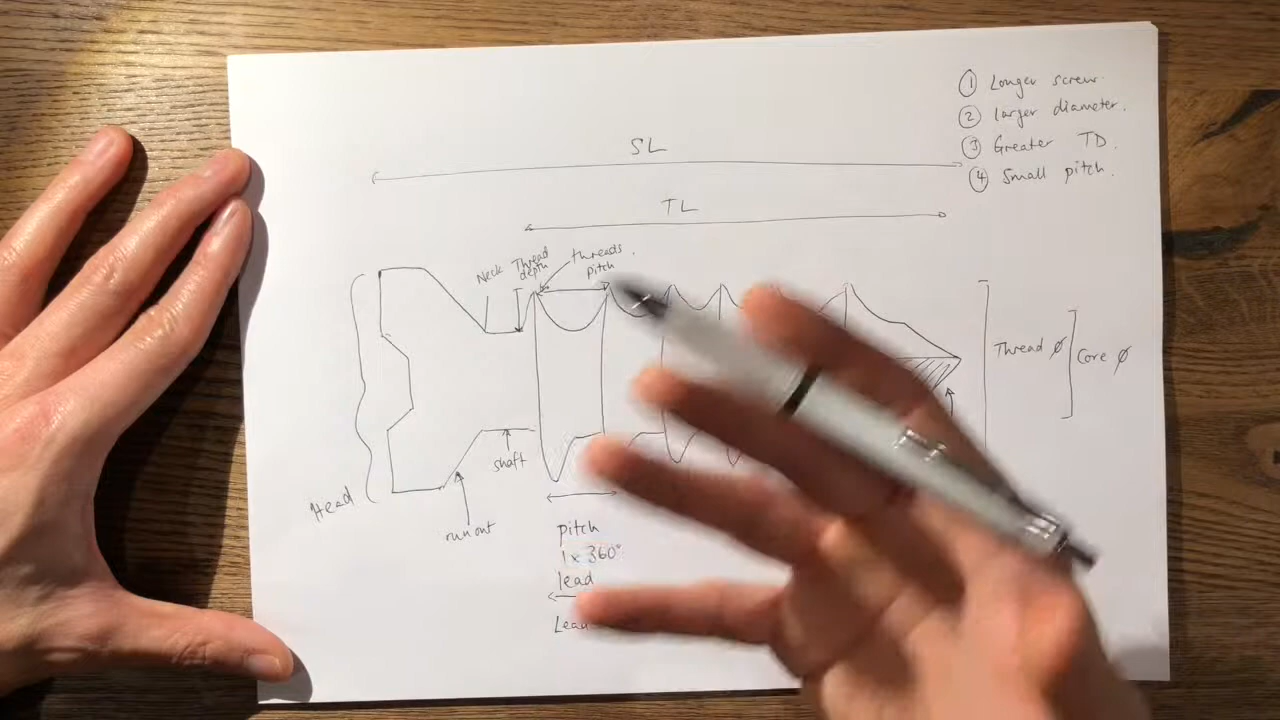 ① Longer screw.
② larger diameter.
③ Greater TD.
④ Small pitch.
SL
TL
Neck
Thread
depth
threads
pitch
Thread ø
Core ø
shaft
Head
run out
pitch
1 x 360°
lead
Lead